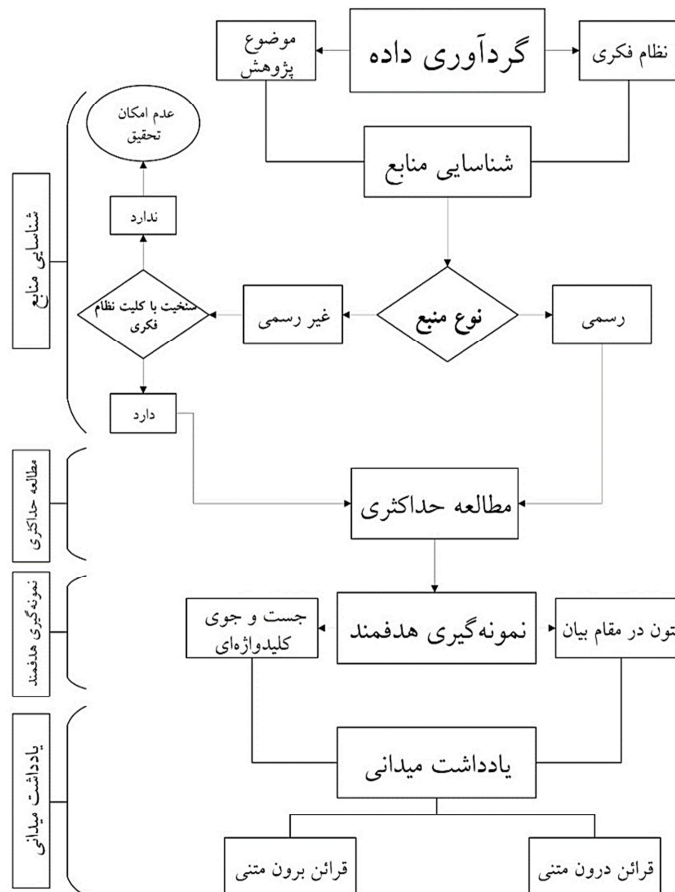 گردآوری داده
نظام فکری
موضوع
پژوهش
شناسایی منابع
عدم امکان
تحقیق
ندارد
نوع منبع
رسمی
غیر رسمی
سنخیت با کلیت نظام
فکری
دارد
شناسایی منابع
مطالعه حداکثری
مطالعه حداکثری
نمونه‌گیری هدفمند
متون در مقام بیان
جست و جوی
کلیدواژه‌ای
نمونه‌گیری هدفمند
یادداشت میدانی
قرائن درون متنی
قرائن برون متنی
یادداشت میدانی